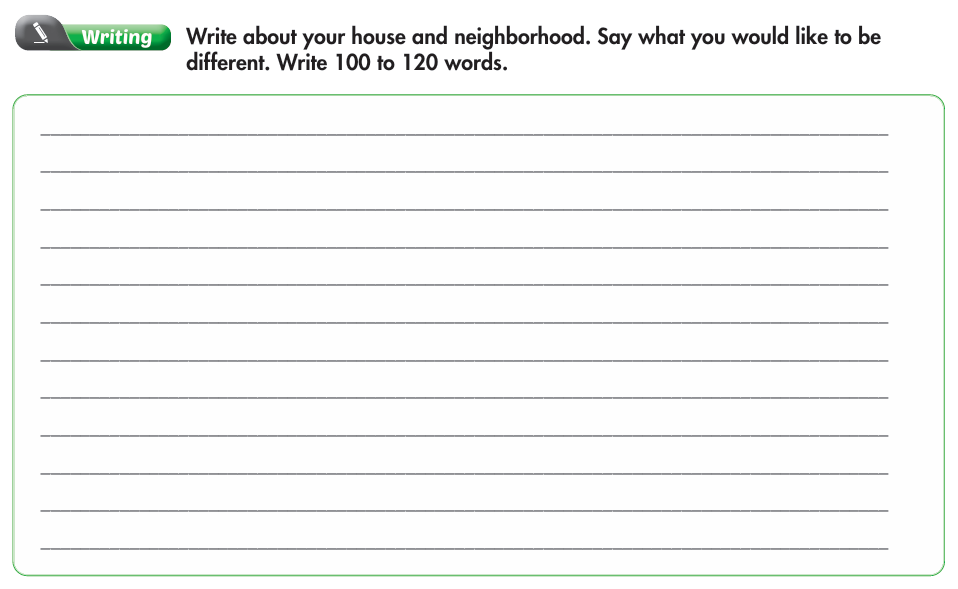 Writing
Write about your house and neighborhood. Say what you would like to be
different. Write 100 to 120 words.